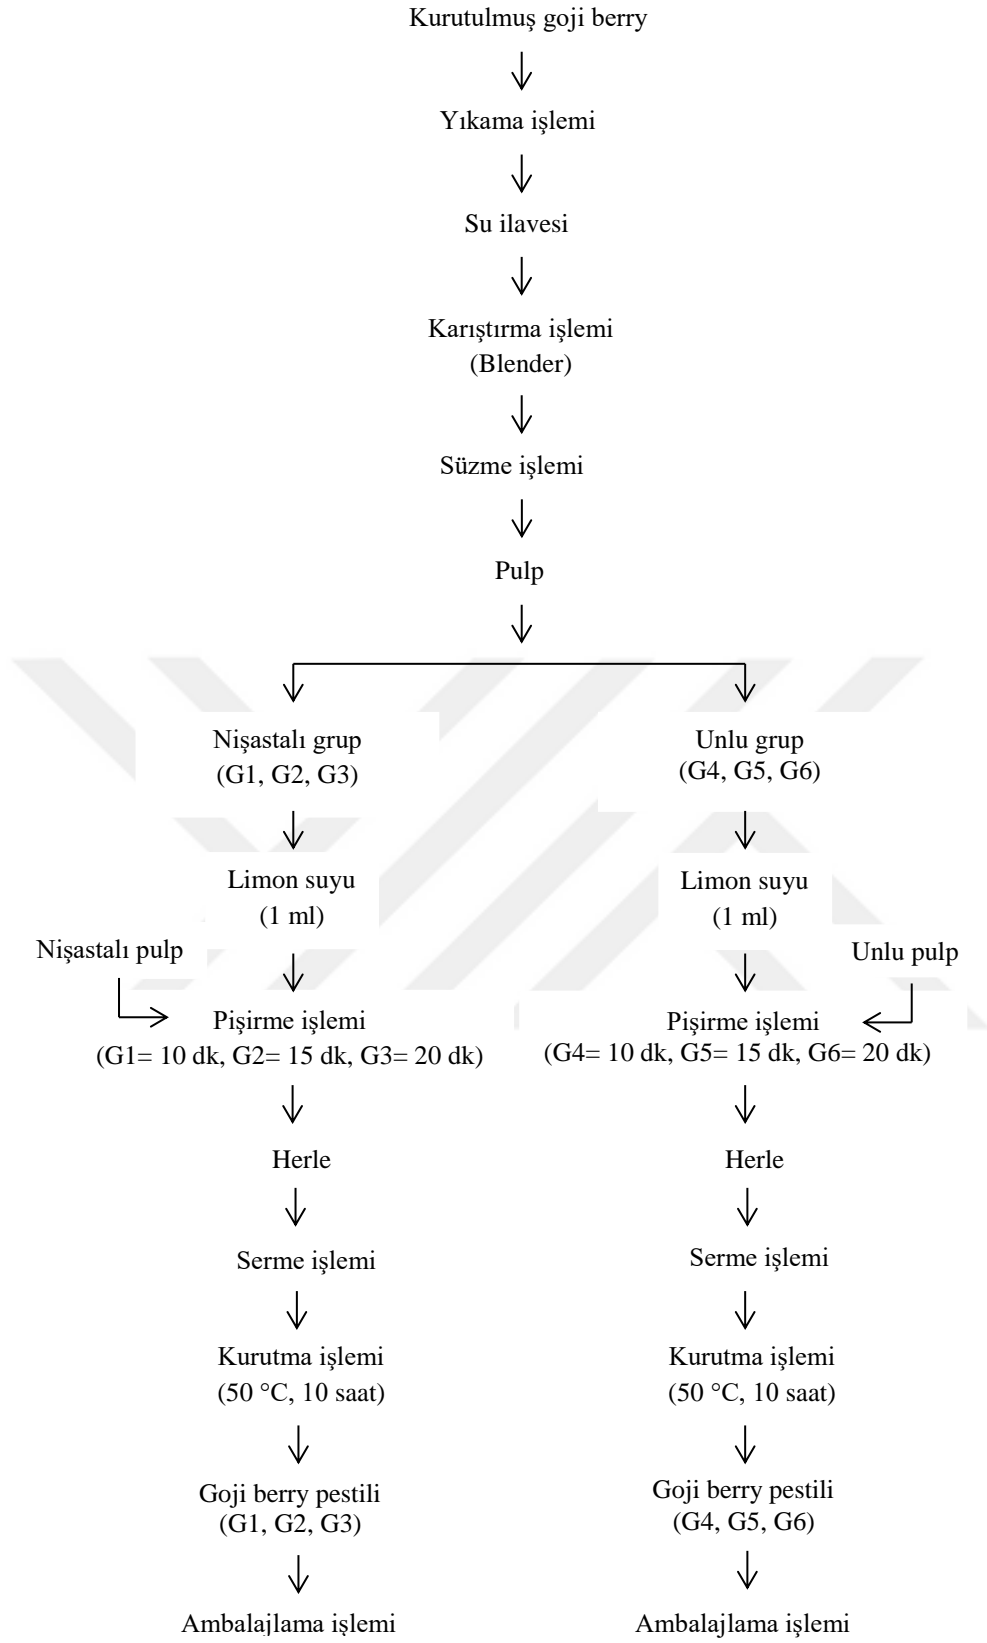 Kurutulmuş goji berry
Yıkama işlemi
Su ilavesi
Karıştırma işlemi
(Blender)
Süzme işlemi
Pulp
Nişastalı grup
(G1, G2, G3)
Limon suyu
(1 ml)
Nişastalı pulp
Pişirme işlemi
(G1= 10 dk, G2= 15 dk, G3= 20 dk)
Herle
Serme işlemi
Kurutma işlemi
(50 °C, 10 saat)
Goji berry pestili
(G1, G2, G3)
Ambalajlama işlemi
Unlu grup
(G4, G5, G6)
Limon suyu
(1 ml)
Unlu pulp
Pişirme işlemi
(G4= 10 dk, G5= 15 dk, G6= 20 dk)
Herle
Serme işlemi
Kurutma işlemi
(50 °C, 10 saat)
Goji berry pestili
(G4, G5, G6)
Ambalajlama işlemi